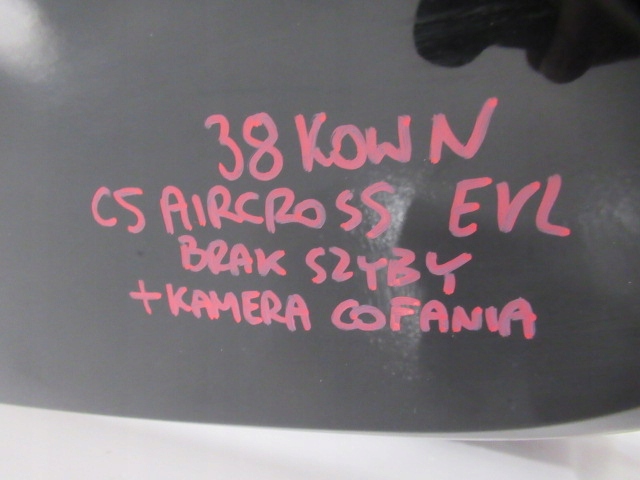 38 KOWN
C5 AIRCROSS EVL
BRAK SZYBY
+KAMERA COFANIA